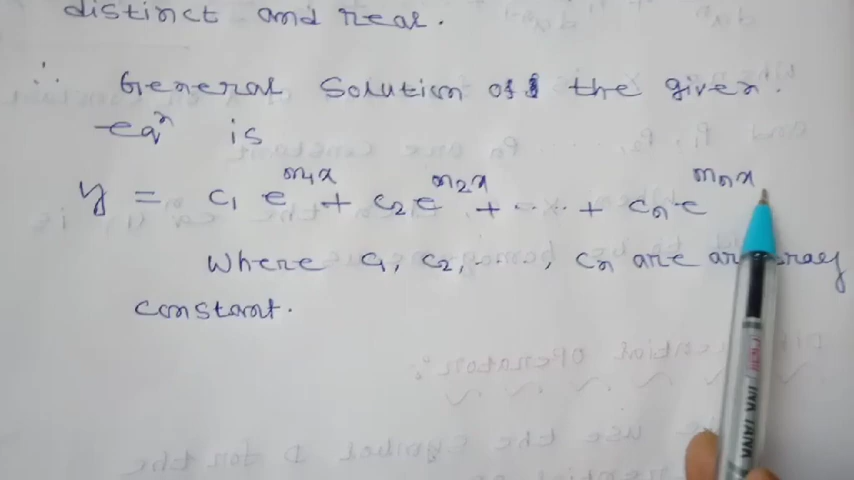 distinct and real.
∴ General Solution of the given
eqⁿ is
y = c₁ e^{m₁x} + c₂ e^{m₂x} + ... + cₙ e^{mₙx}
Where c₁, c₂, ...., cₙ are
constant.